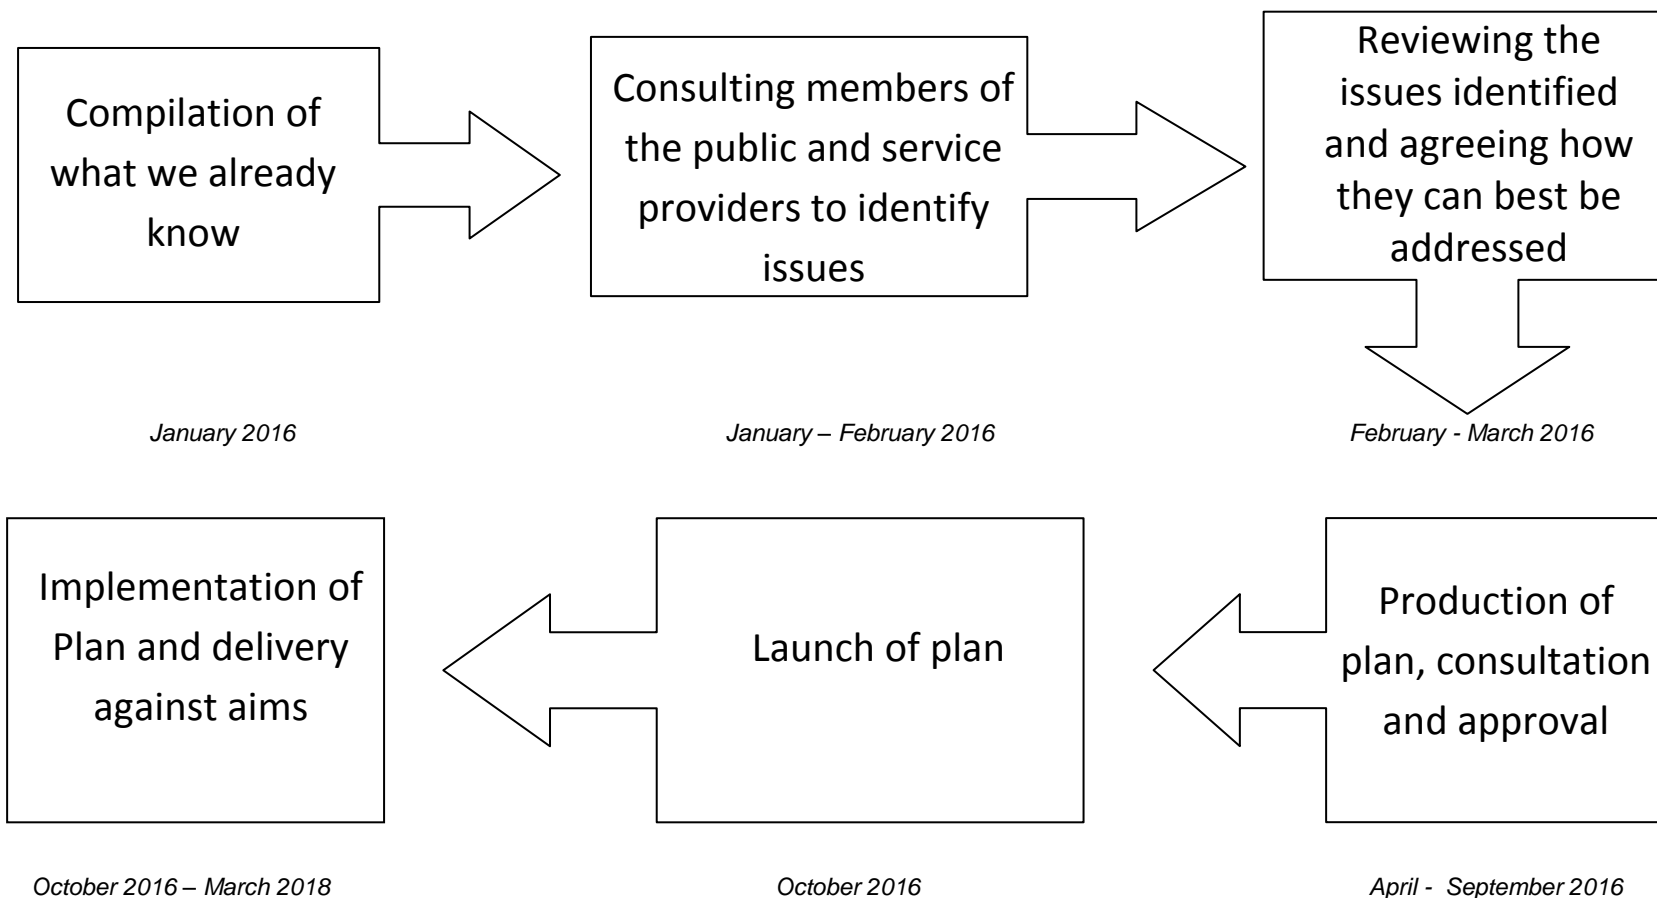 Compilation of
what we already
know
Consulting members of
the public and service
providers to identify
issues
Reviewing the
issues identified
and agreeing how
they can best be
addressed
January 2016
January – February 2016
February - March 2016
Implementation of
Plan and delivery
against aims
Launch of plan
Production of
plan, consultation
and approval
October 2016 – March 2018
October 2016
April -  September 2016